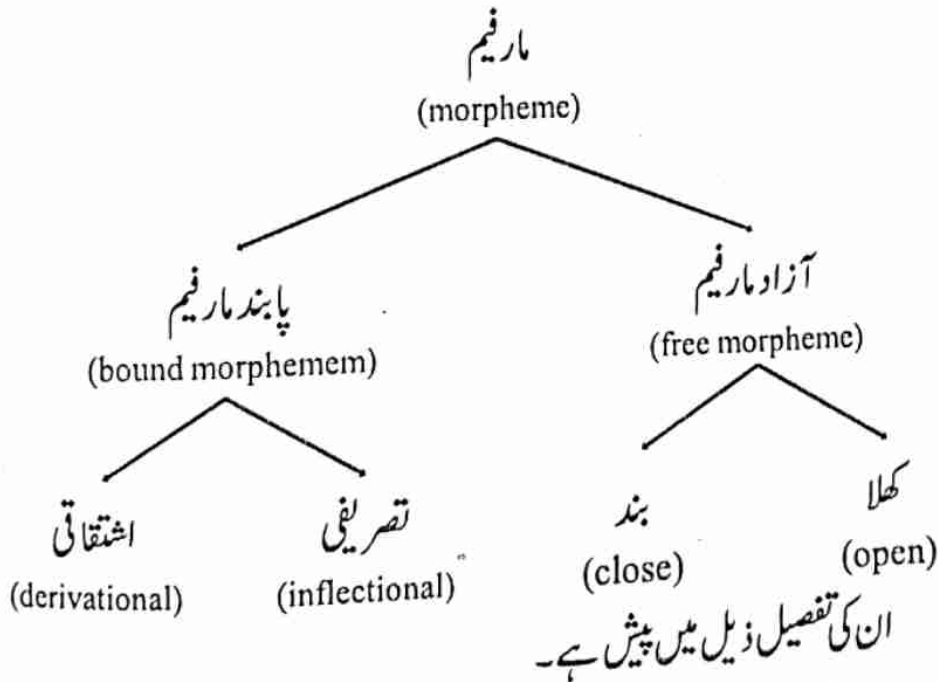 مارفیم
(morpheme)
آزاد مارفیم
(free morpheme)
پابند مارفیم
(bound morphemem)
کھلا
(open)
بند
(close)
تصریفی
(inflectional)
اشتقاقی
(derivational)
ان کی تفصیل ذیل میں پیش ہے۔